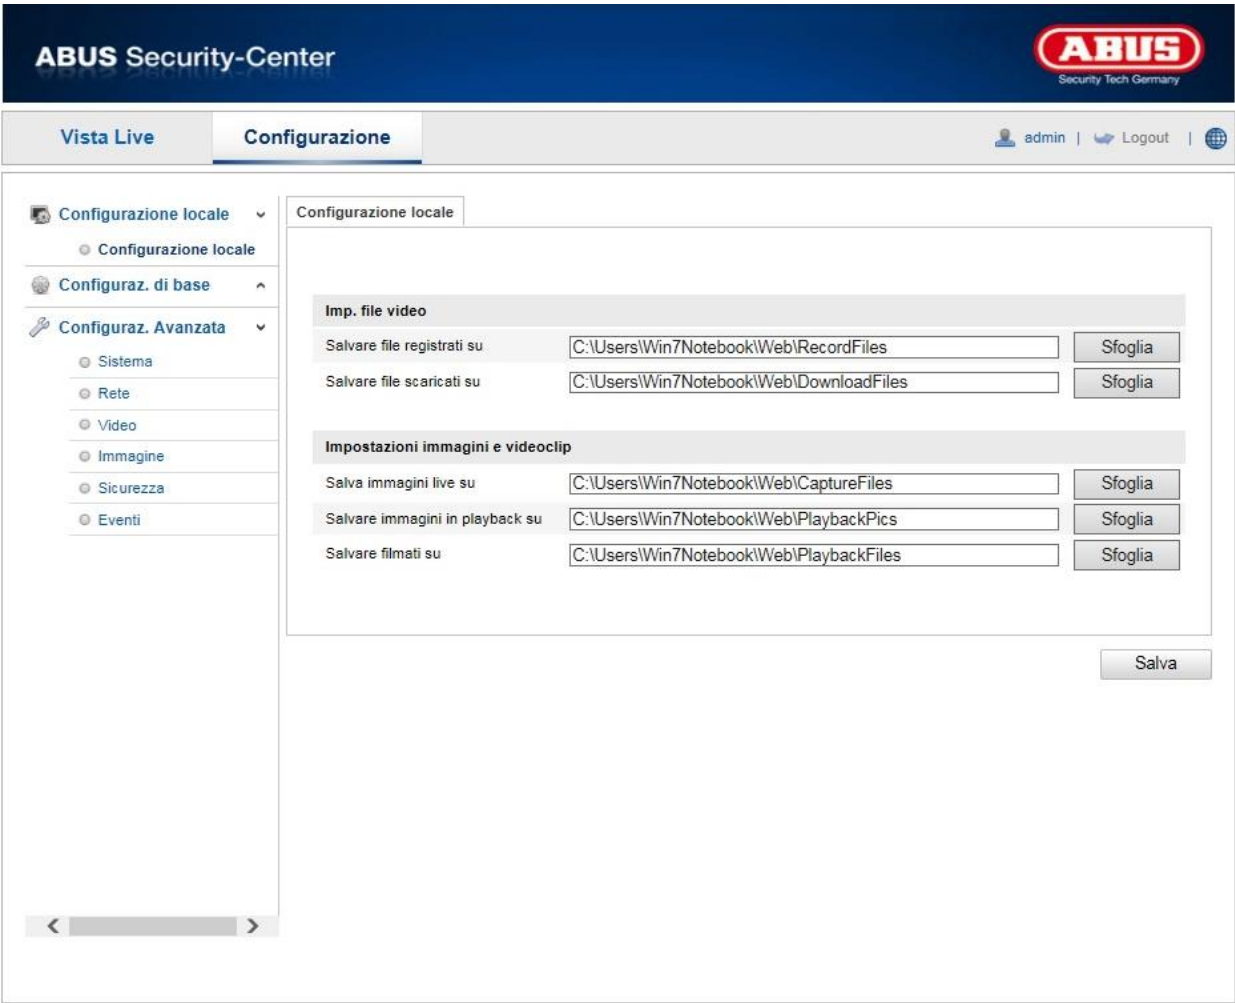 ABUS Security-Center
ABUS
Security Tech Germany
Vista Live
Configurazione
admin | Logout |
Configurazione locale
Configurazione locale
Configuraz. di base
Configuraz. Avanzata
Sistema
Rete
Video
Immagine
Sicurezza
Eventi
Configurazione locale
Imp. file video
Salvare file registrati su C:\Users\Win7Notebook\Web\RecordFiles Sfoglia
Salvare file scaricati su C:\Users\Win7Notebook\Web\DownloadFiles Sfoglia
Impostazioni immagini e videoclip
Salva immagini live su C:\Users\Win7Notebook\Web\CaptureFiles Sfoglia
Salvare immagini in playback su C:\Users\Win7Notebook\Web\PlaybackPics Sfoglia
Salvare filmati su C:\Users\Win7Notebook\Web\PlaybackFiles Sfoglia
Salva